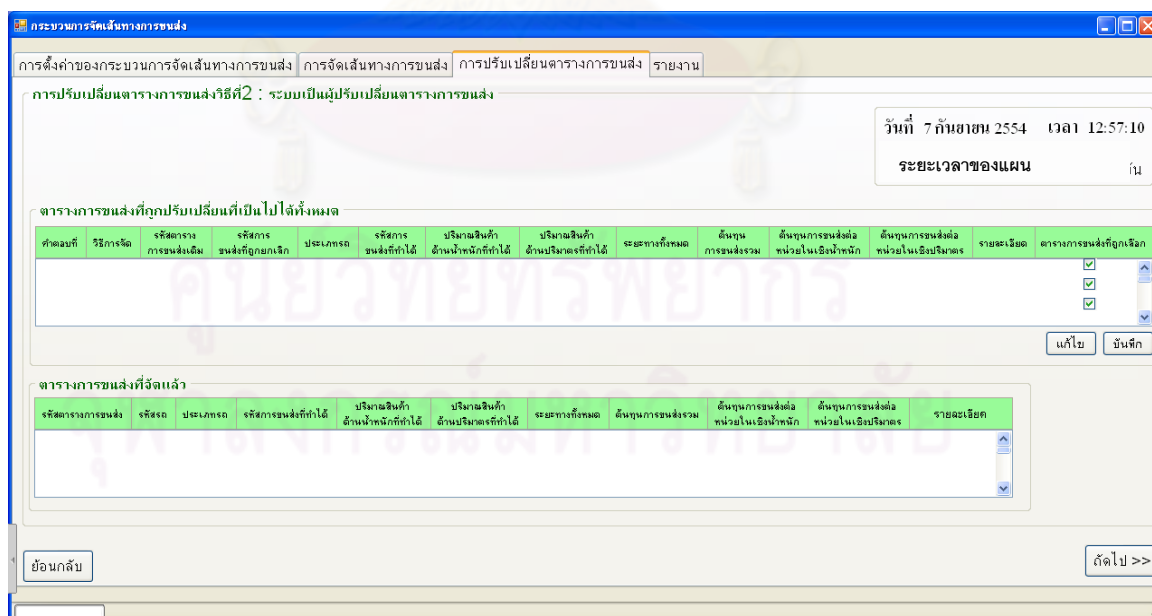 กระบวนการจัดเส้นทางการขนส่ง
การตั้งค่าของกระบวนการจัดเส้นทางการขนส่ง การจัดเส้นทางการขนส่ง การปรับเปลี่ยนตารางการขนส่ง รายงาน
การปรับเปลี่ยนตารางการขนส่งวิธีที่2 : ระบบเป็นผู้ปรับเปลี่ยนตารางการขนส่ง
วันที่ 7 กันยายน 2554 เวลา 12:57:10
ระยะเวลาของแผน
ตารางการขนส่งที่ถูกปรับเปลี่ยนที่เป็นไปได้ทั้งหมด
คำตอบที่ วิธีการจัด รหัสตาราง รหัสการ ประเภทรถ รหัสการ ปริมาณสินค้า ปริมาณสินค้า ระยะทางทั้งหมด ต้นทุน ต้นทุนการขนส่งต่อ ต้นทุนการขนส่งต่อ รายละเอียด ตารางการขนส่งที่ถูกเลือก
การขนส่งเดิม ขนส่งที่ถูกยกเลิก ขนส่งที่ทำได้ ด้านน้ำหนักที่ทำได้ ด้านปริมาตรที่ทำได้ การขนส่งรวม หน่วยในเชิงน้ำหนัก หน่วยในเชิงปริมาตร
ศูนย์วิทยทรัพยากร
แก้ไข บันทึก
ตารางการขนส่งที่จัดแล้ว
รหัสตารางการขนส่ง รหัสรถ ประเภทรถ รหัสการขนส่งที่ทำได้ ปริมาณสินค้า ปริมาณสินค้า ระยะทางทั้งหมด ต้นทุนการขนส่งรวม ต้นทุนการขนส่งต่อ ต้นทุนการขนส่งต่อ รายละเอียด
ด้านน้ำหนักที่ทำได้ ด้านปริมาตรที่ทำได้ หน่วยในเชิงน้ำหนัก หน่วยในเชิงปริมาตร
จุฬาลงกรณ์มหาวิทยาลัย
ย้อนกลับ ถัดไป >>